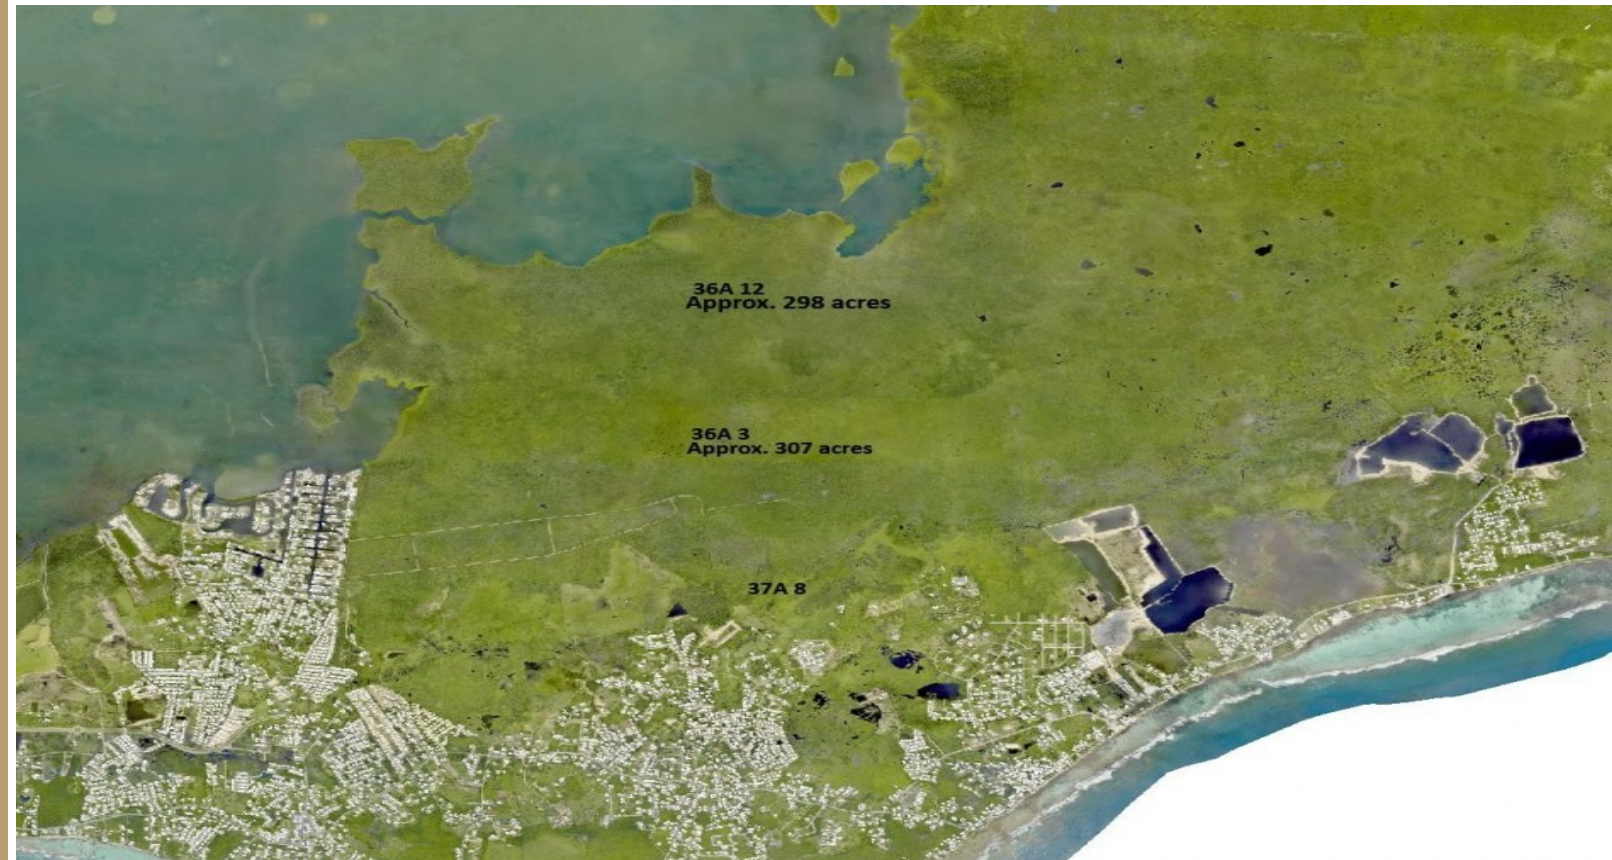 36A 12
Approx. 298 acres
36A 3
Approx. 307 acres
37A 8